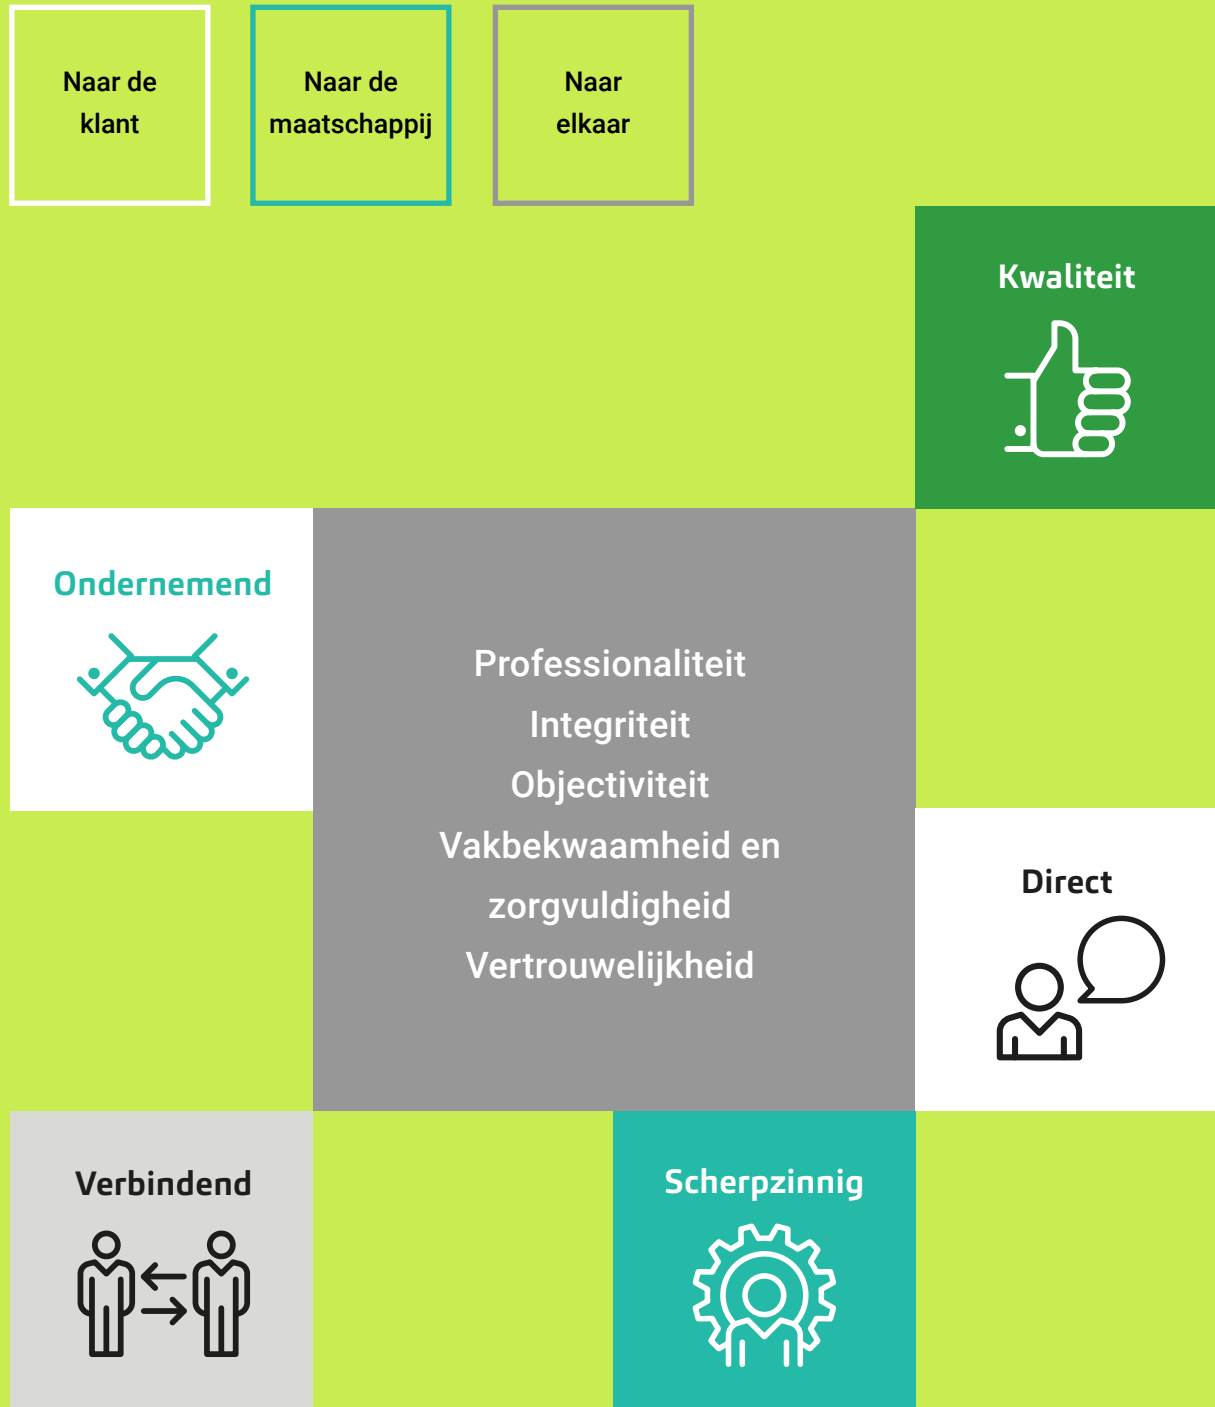 Naar de
klant
Naar de
maatschappij
Naar
elkaar
Kwaliteit
Ondernemend
Professionaliteit
Integriteit
Objectiviteit
Vakbekwaamheid en
zorgvuldigheid
Vertrouwelijkheid
Direct
Verbindend
Scherpzinnig